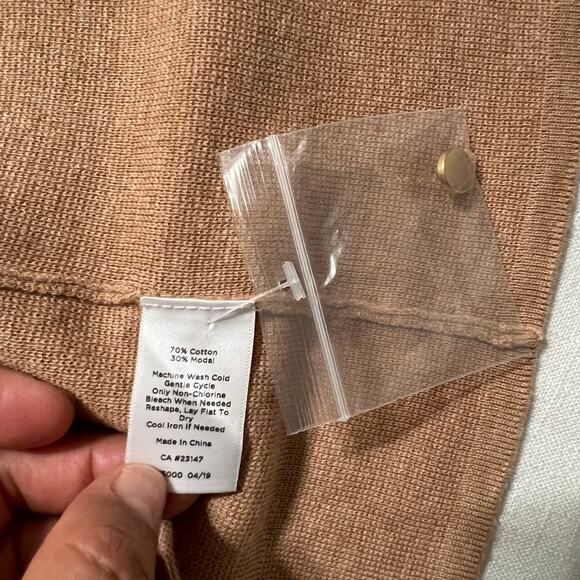 70% Cotton
30% Modal
Machine Wash Cold
Gentle Cycle
Only Non-Chlorine
Bleach When Needed
Reshape, Lay Flat To
Dry
Cool Iron If Needed
Made In China
CA #23147
04/19